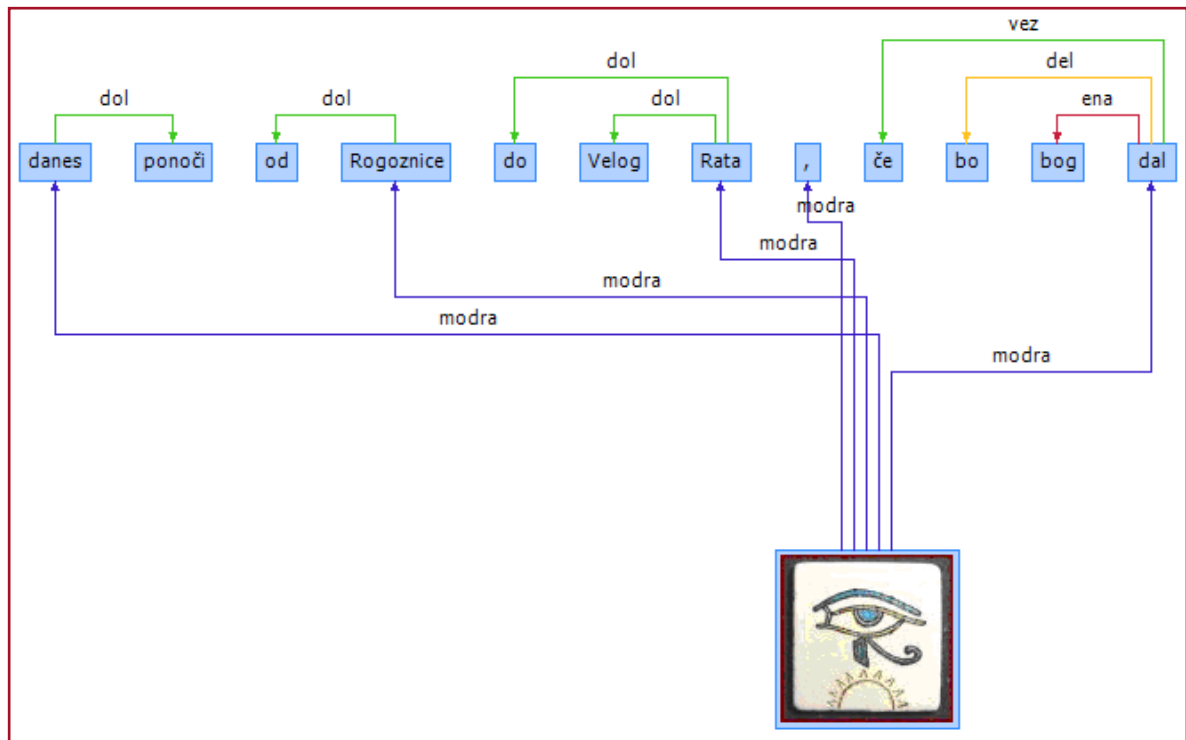 vez
del
dol
dol dol dol ena
danes ponoči od Rogoznice do Velog Rata , če bo bog dal
modra
modra
modra
modra
modra